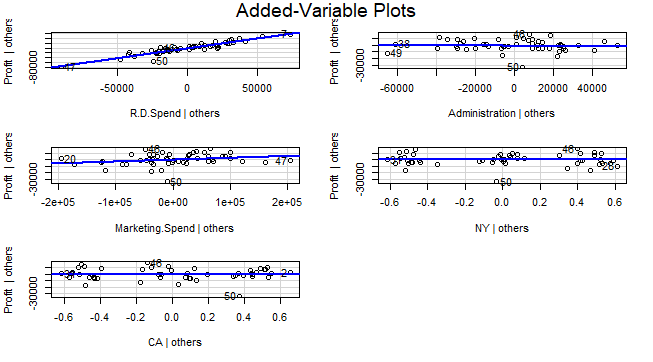 Added-Variable Plots
Profit | others
-80000
47
50
7
-50000 0 50000
R.D.Spend | others
Profit | others
-30000
38
49
46
50
-60000 -40000 -20000 0 20000 40000
Administration | others
Profit | others
-30000
20
46
50
47
-2e+05 -1e+05 0e+00 1e+05 2e+05
Marketing.Spend | others
Profit | others
-30000
46
50
28
-0.6 -0.4 -0.2 0.0 0.2 0.4 0.6
NY | others
Profit | others
-30000
46
50
2
-0.6 -0.4 -0.2 0.0 0.2 0.4 0.6
CA | others